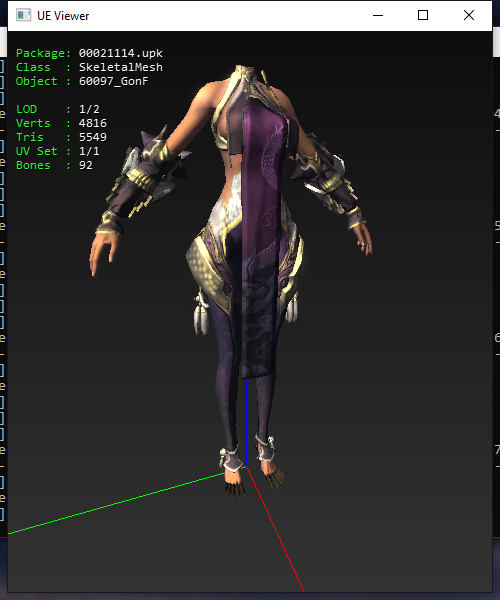 UE Viewer
Package: 00021114.upk
Class : SkeletalMesh
Object : 60097_GonF
LOD : 1/2
Verts : 4816
Tris : 5549
UV Set : 1/1
Bones : 92